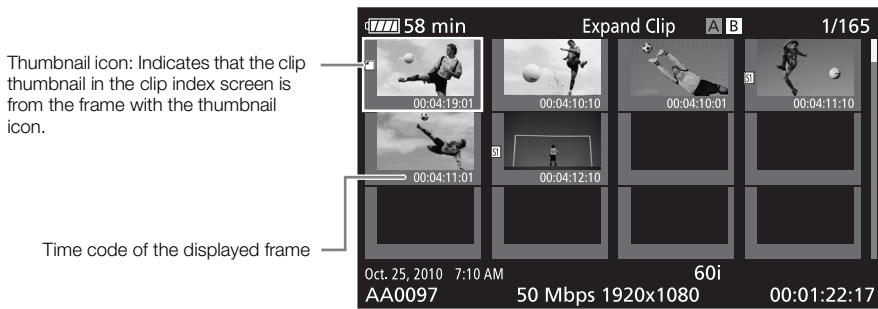 58 min Expand Clip A B 1/165
Thumbnail icon: Indicates that the clip
thumbnail in the clip index screen is
from the frame with the thumbnail
icon.
00:04:19:01 00:04:10:10 00:04:10:01 S1 00:04:11:10
00:04:11:01 S1 00:04:12:10
Time code of the displayed frame
Oct. 25, 2010 7:10 AM 60i
AA0097 50 Mbps 1920x1080 00:01:22:17